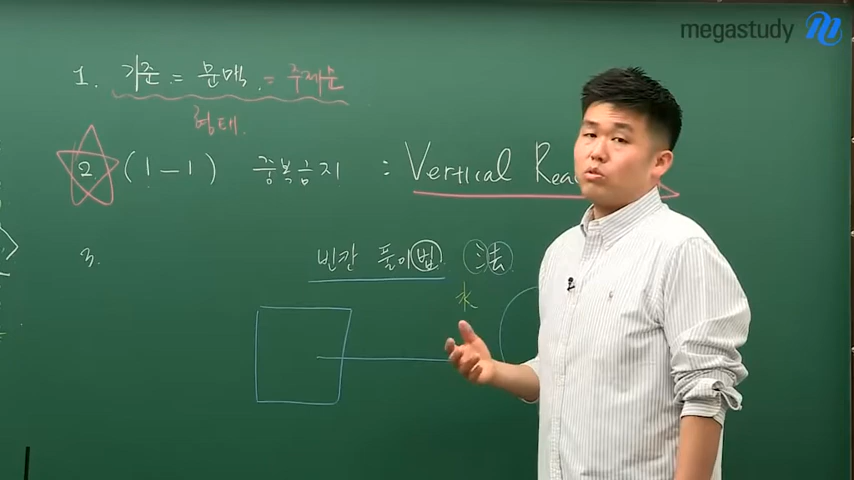 megastudy
1. 기준 = 문맥 = 주제문
형태
2 (1-1) 중복금지 : Vertical Rea
3.
빈칸 풀이법 法
水